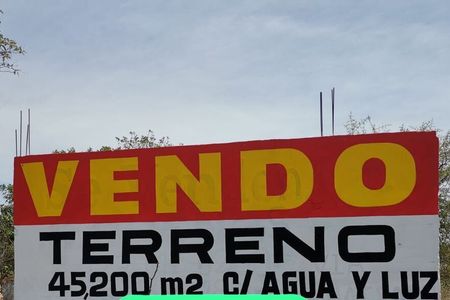 VENDO
TERRENO
45,200 m2 C/ AGUA Y LUZ